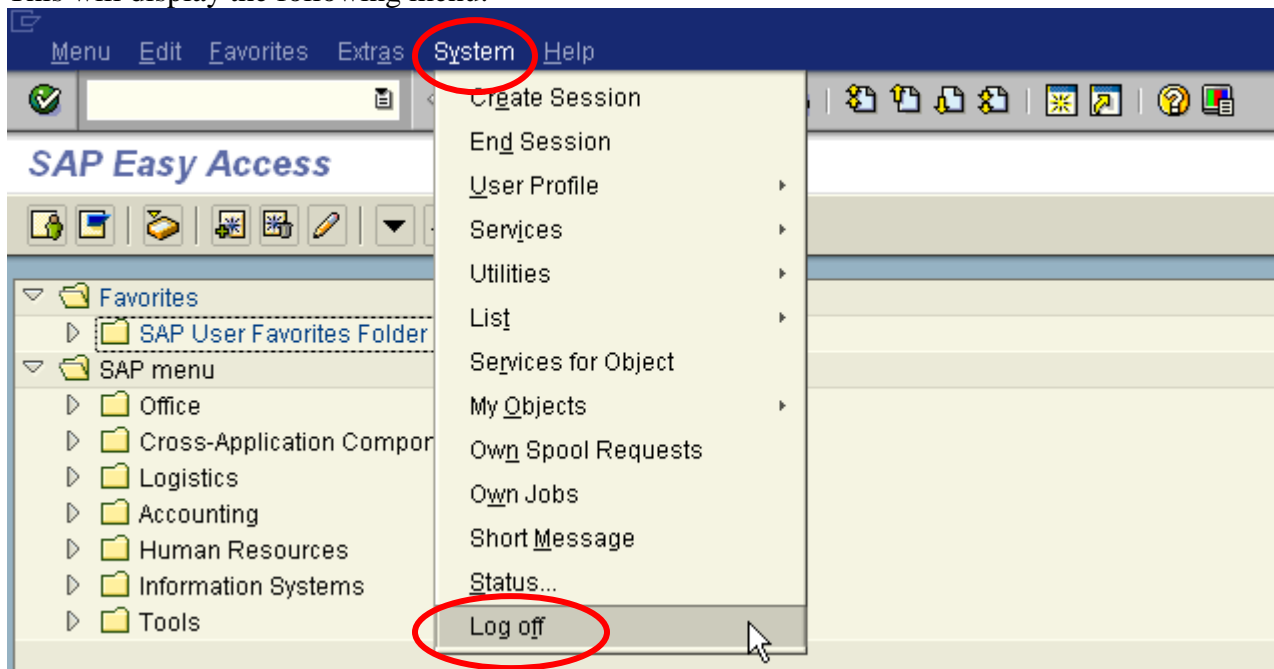 This will display the following menu:
Menu Edit Favorites Extras System Help
SAP Easy Access
Create Session
End Session
User Profile
Services
Utilities
List
Services for Object
My Objects
Own Spool Requests
Own Jobs
Short Message
Status...
Log off
Favorites
SAP User Favorites Folder
SAP menu
Office
Cross-Application Compor
Logistics
Accounting
Human Resources
Information Systems
Tools